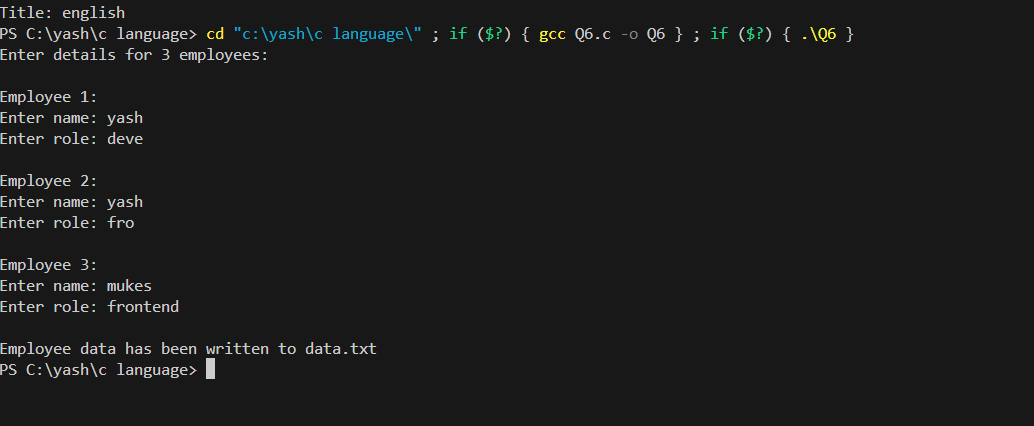 Title: english
PS C:\yash\c language> cd "c:\yash\c language\" ; if ($?) { gcc Q6.c -o Q6 } ; if ($?) { .\Q6 }
Enter details for 3 employees:

Employee 1:
Enter name: yash
Enter role: deve

Employee 2:
Enter name: yash
Enter role: fro

Employee 3:
Enter name: mukes
Enter role: frontend

Employee data has been written to data.txt
PS C:\yash\c language>